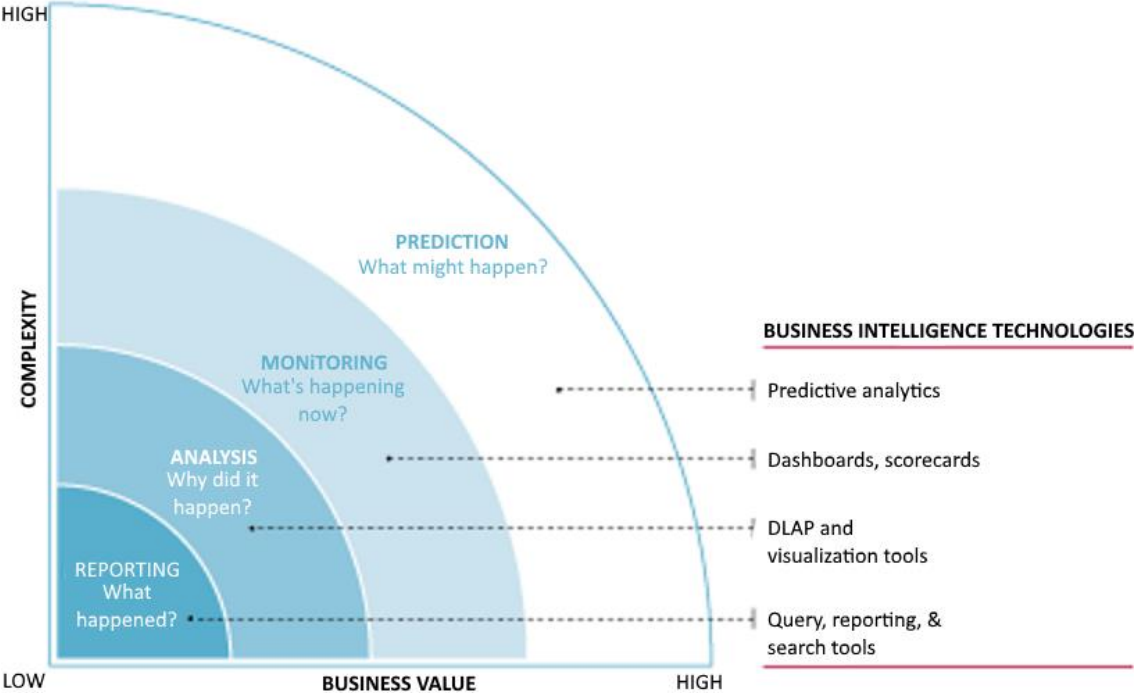 HIGH
PREDICTION
What might happen?
MONiTORING
What's happening
now?
ANALYSIS
Why did it
happen?
REPORTING
What
happened?
COMPLEXITY
LOW
BUSINESS VALUE
HIGH
BUSINESS INTELLIGENCE TECHNOLOGIES
Predictive analytics
Dashboards, scorecards
DLAP and
visualization tools
Query, reporting, &
search tools